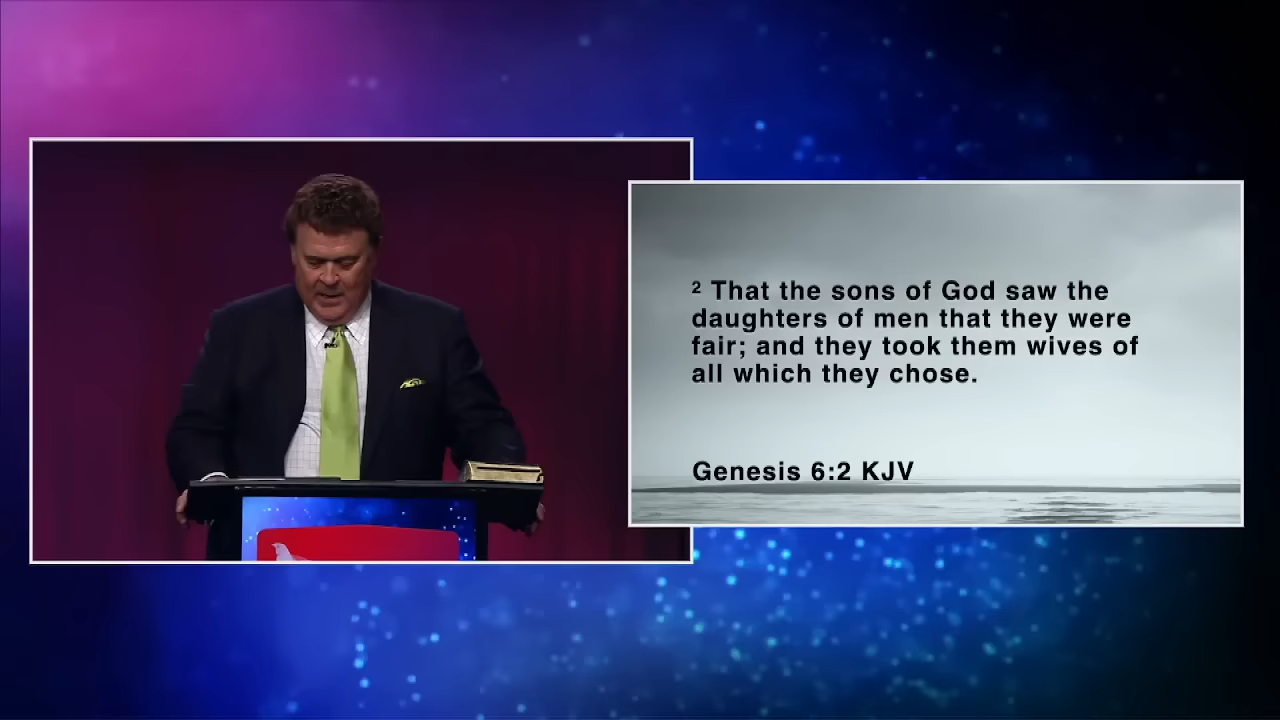 2 That the sons of God saw the
daughters of men that they were
fair; and they took them wives of
all which they chose.
Genesis 6:2 KJV